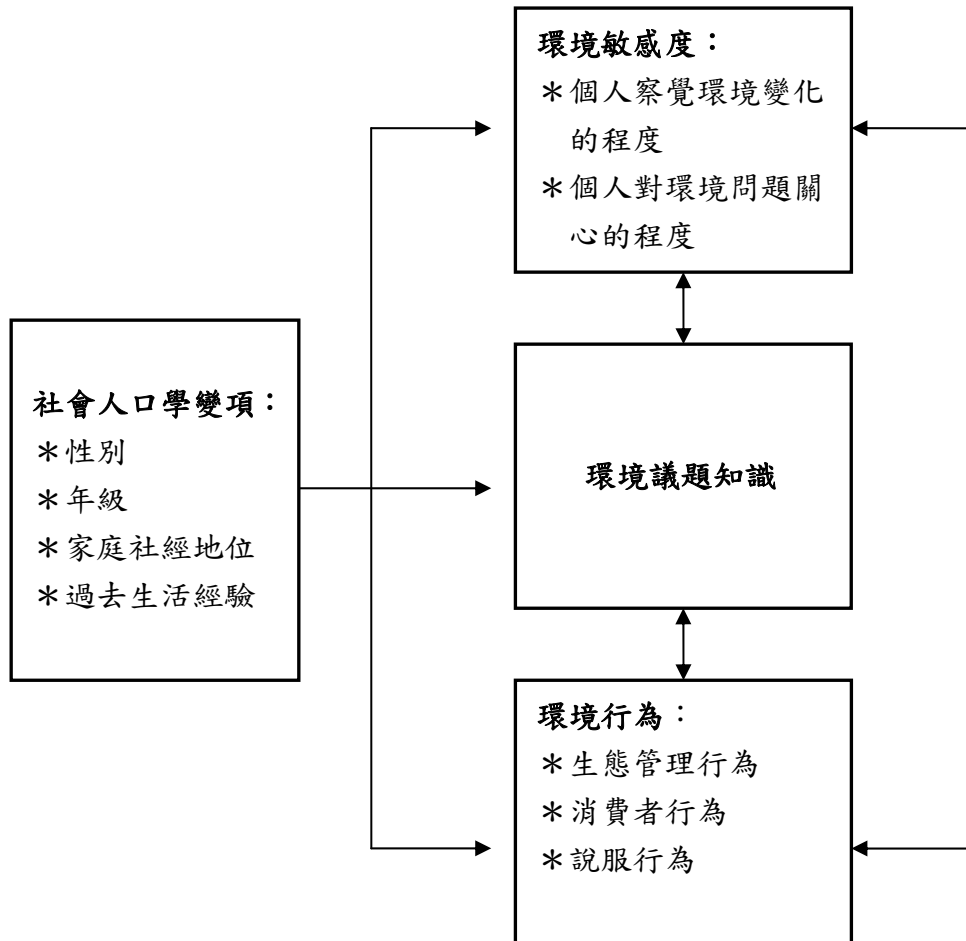 環境敏感度：
＊個人察覺環境變化
的程度
＊個人對環境問題關
心的程度
社會人口學變項：
＊性別
＊年級
＊家庭社經地位
＊過去生活經驗
環境議題知識
環境行為：
＊生態管理行為
＊消費者行為
＊說服行為